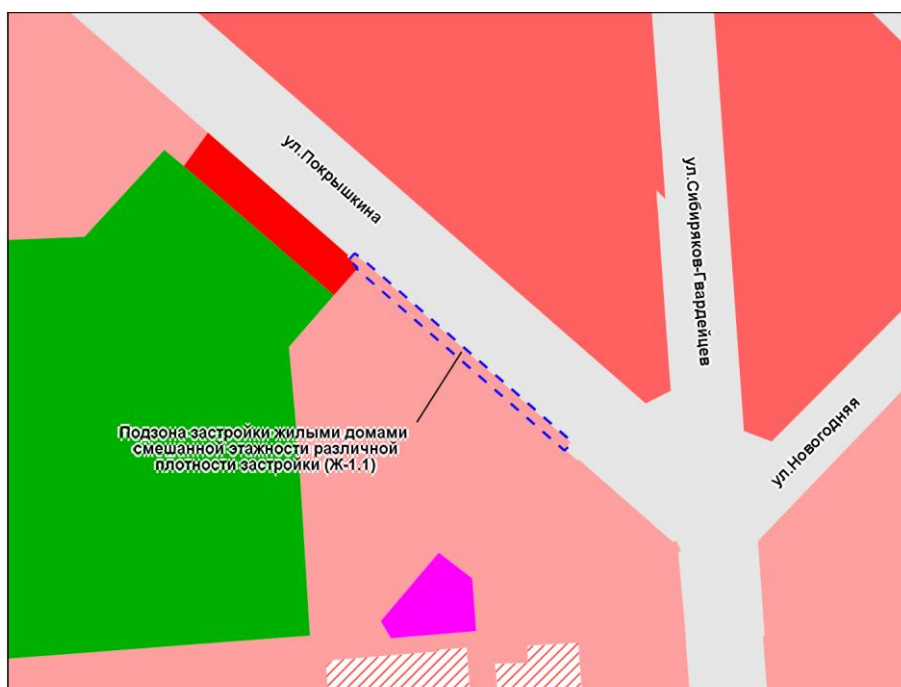 ул.Покрышкина
ул.Сибиряков-Гвардейцев
ул.Новогодняя
Подзона застройки жилыми домами
смешанной этажности различной
плотности застройки (Ж-1.1)